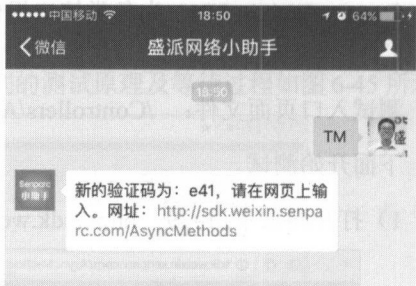 中国移动 18:50 64%
微信 盛派网络小助手
18:50
TM
Senparc
新的验证码为：e41，请在网页上输
入。网址：http://sdk.weixin.senpa
rc.com/AsyncMethods